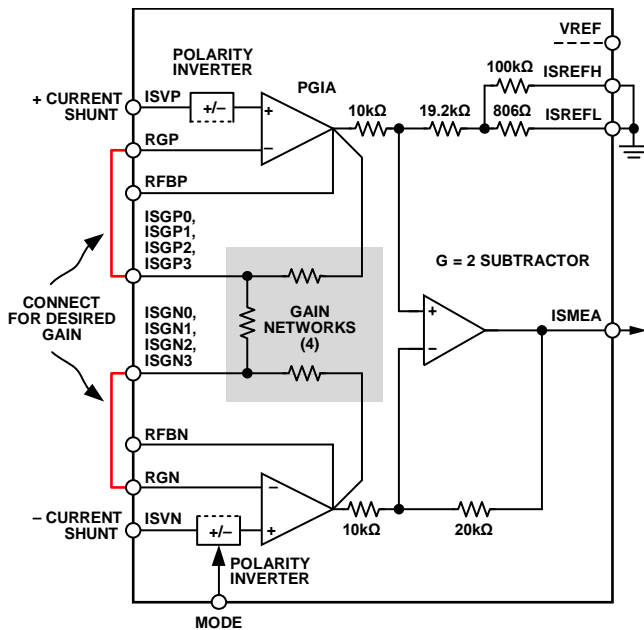 VREF
POLARITY
INVERTER
100kΩ
ISREFH
PGIA
+ CURRENT
SHUNT
ISVP
+/–
+
10kΩ
19.2kΩ
806Ω
ISREFL
RGP
–
RFBP
ISGP0,
ISGP1,
ISGP2,
ISGP3
G = 2 SUBTRACTOR
CONNECT
FOR DESIRED
GAIN
ISGN0,
ISGN1,
ISGN2,
ISGN3
GAIN
NETWORKS
(4)
+
–
ISMEA
RFBN
RGN
–
– CURRENT
SHUNT
ISVN
+/–
+
10kΩ
20kΩ
POLARITY
INVERTER
MODE